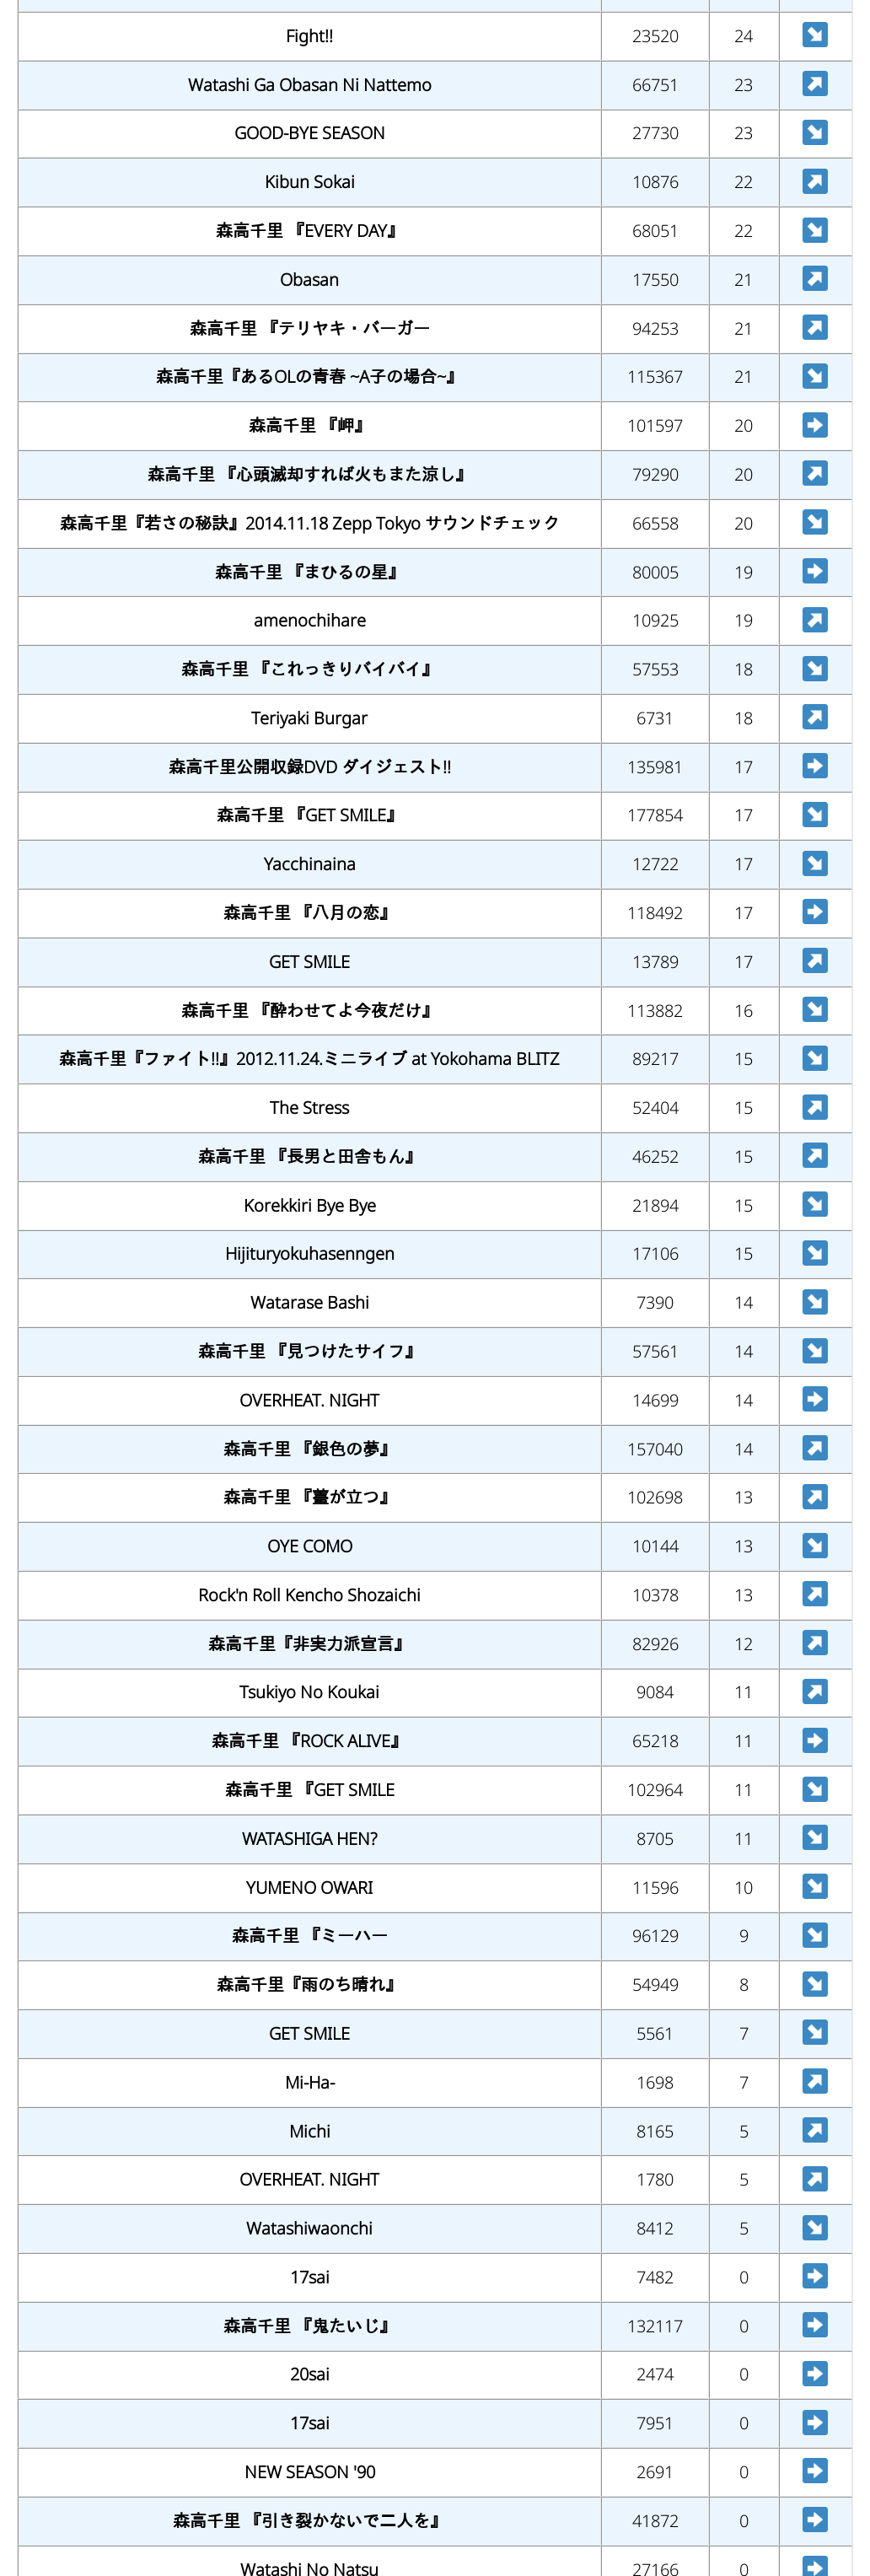 Fight!! 23520 24
Watashi Ga Obasan Ni Nattemo 66751 23
GOOD-BYE SEASON 27730 23
Kibun Sokai 10876 22
森高千里 『EVERY DAY』 68051 22
Obasan 17550 21
森高千里 『テリヤキ・バーガー 94253 21
森高千里『あるOLの青春 ~A子の場合~』 115367 21
森高千里 『岬』 101597 20
森高千里 『心頭滅却すれば火もまた涼し』 79290 20
森高千里『若さの秘訣』2014.11.18 Zepp Tokyo サウンドチェック 66558 20
森高千里 『まひるの星』 80005 19
amenochihare 10925 19
森高千里 『これっきりバイバイ』 57553 18
Teriyaki Burgar 6731 18
森高千里公開収録DVD ダイジェスト!! 135981 17
森高千里 『GET SMILE』 177854 17
Yacchinaina 12722 17
森高千里 『八月の恋』 118492 17
GET SMILE 13789 17
森高千里 『酔わせてよ今夜だけ』 113882 16
森高千里『ファイト!!』2012.11.24.ミニライブ at Yokohama BLITZ 89217 15
The Stress 52404 15
森高千里 『長男と田舎もん』 46252 15
Korekkiri Bye Bye 21894 15
Hijituryokuhasenngen 17106 15
Watarase Bashi 7390 14
森高千里 『見つけたサイフ』 57561 14
OVERHEAT. NIGHT 14699 14
森高千里 『銀色の夢』 157040 14
森高千里 『薹が立つ』 102698 13
OYE COMO 10144 13
Rock'n Roll Kencho Shozaichi 10378 13
森高千里『非実力派宣言』 82926 12
Tsukiyo No Koukai 9084 11
森高千里 『ROCK ALIVE』 65218 11
森高千里 『GET SMILE 102964 11
WATASHIGA HEN? 8705 11
YUMENO OWARI 11596 10
森高千里 『ミーハー 96129 9
森高千里『雨のち晴れ』 54949 8
GET SMILE 5561 7
Mi-Ha- 1698 7
Michi 8165 5
OVERHEAT. NIGHT 1780 5
Watashiwaonchi 8412 5
17sai 7482 0
森高千里 『鬼たいじ』 132117 0
20sai 2474 0
17sai 7951 0
NEW SEASON '90 2691 0
森高千里 『引き裂かないで二人を』 41872 0
Watashi No Natsu 27166 0